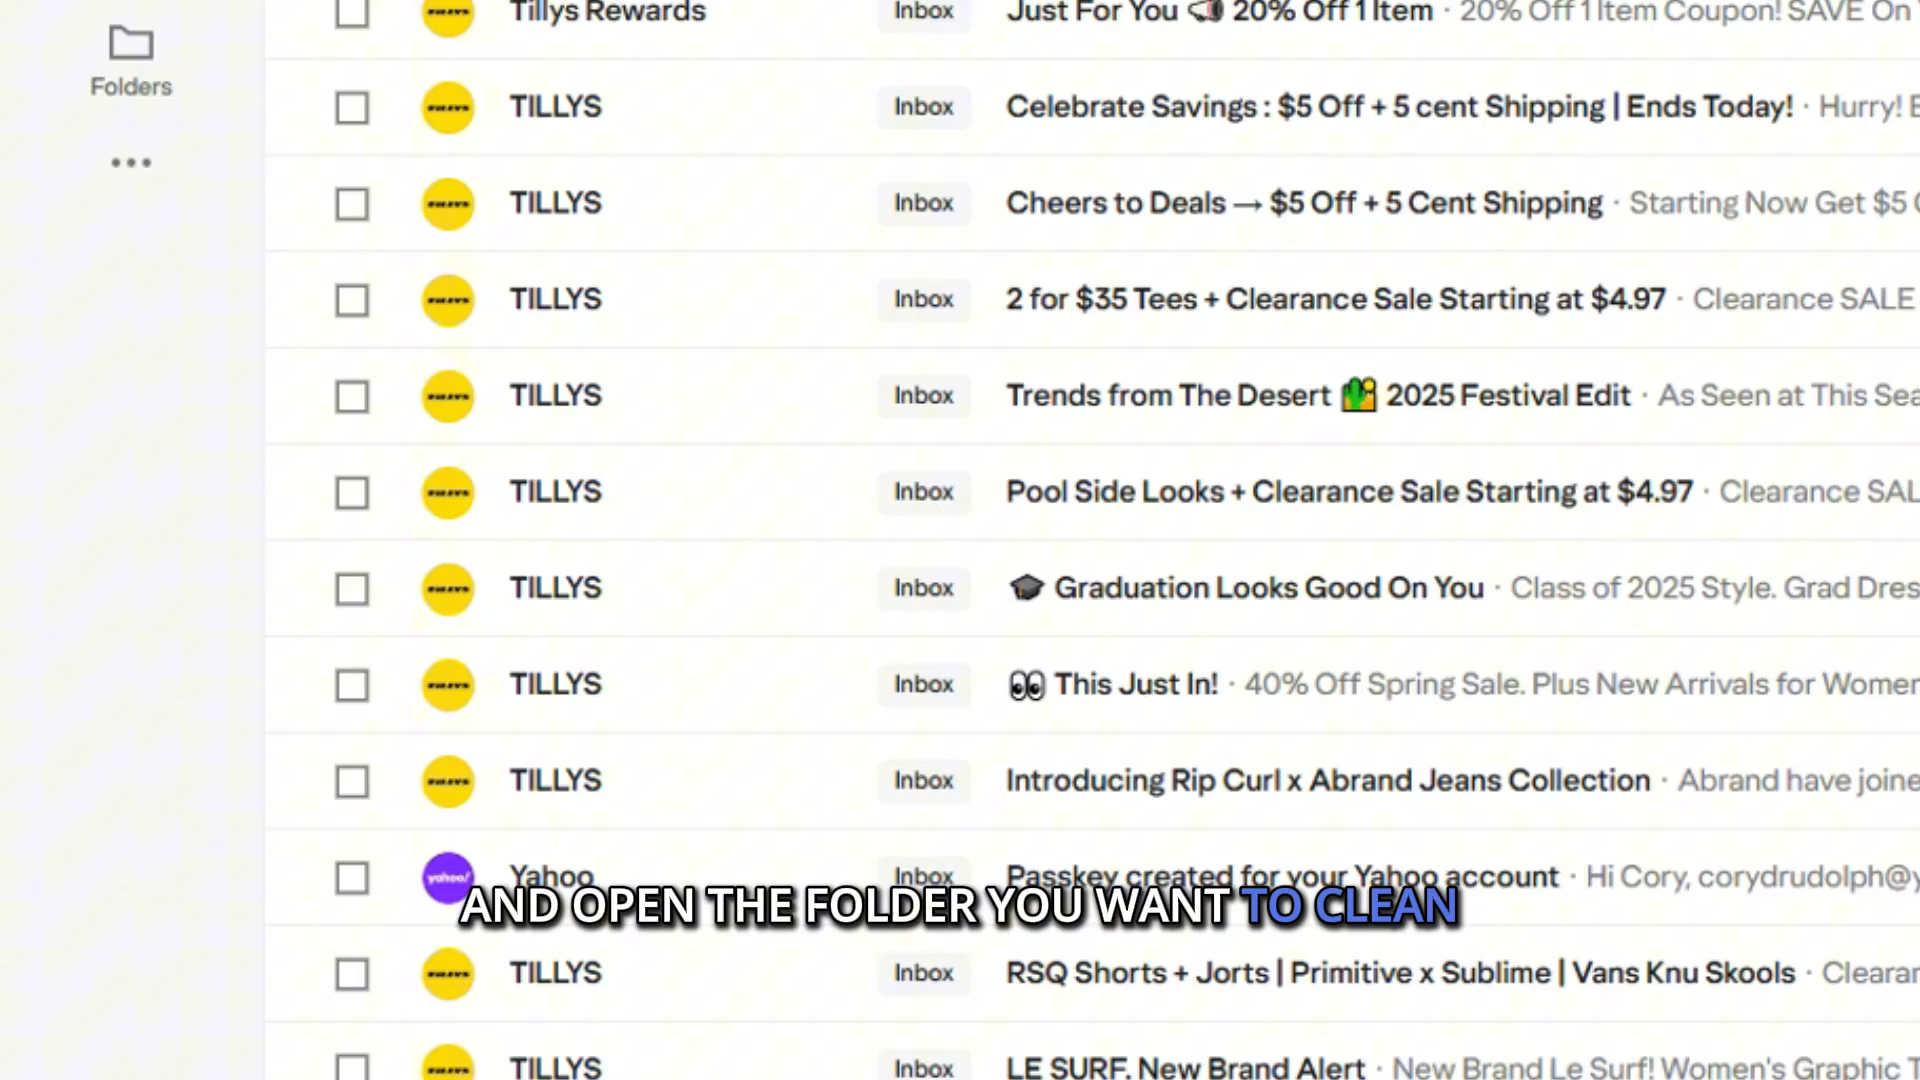 Tillys Rewards Inbox Just For You 20% Off 1 Item · 20% Off 1 Item Coupon! SAVE On
Folders
TILLYS Inbox Celebrate Savings : $5 Off + 5 cent Shipping | Ends Today! · Hurry!
TILLYS Inbox Cheers to Deals → $5 Off + 5 Cent Shipping · Starting Now Get $5
TILLYS Inbox 2 for $35 Tees + Clearance Sale Starting at $4.97 · Clearance SALE
TILLYS Inbox Trends from The Desert 2025 Festival Edit · As Seen at This Sea
TILLYS Inbox Pool Side Looks + Clearance Sale Starting at $4.97 · Clearance SAL
TILLYS Inbox Graduation Looks Good On You · Class of 2025 Style. Grad Dres
TILLYS Inbox This Just In! · 40% Off Spring Sale. Plus New Arrivals for Women
TILLYS Inbox Introducing Rip Curl x Abrand Jeans Collection · Abrand have joine
yahoo! Yahoo Inbox Passkey created for your Yahoo account · Hi Cory, corydrudolph@y
AND OPEN THE FOLDER YOU WANT TO CLEAN
TILLYS Inbox RSQ Shorts + Jorts | Primitive x Sublime | Vans Knu Skools · Clearan
TILLYS Inbox LE SURF. New Brand Alert · New Brand Le Surf! Women's Graphic T